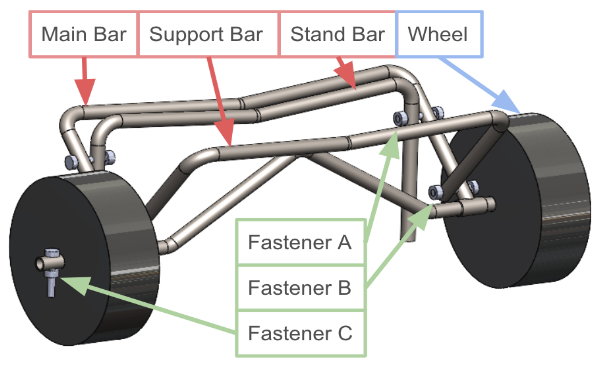 Main Bar
Support Bar
Stand Bar
Wheel
Fastener A
Fastener B
Fastener C